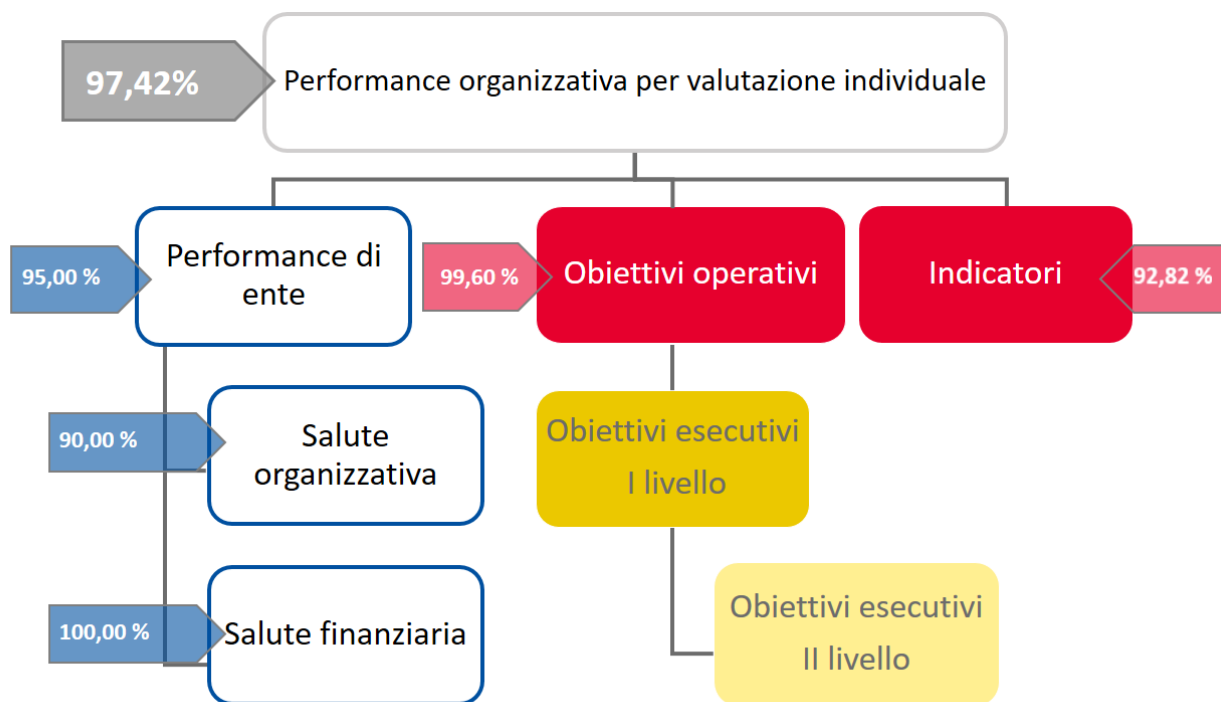 97,42%
Performance organizzativa per valutazione individuale
95,00 %
Performance di
ente
99,60 %
Obiettivi operativi
Indicatori
92,82 %
90,00 %
Salute
organizzativa
Obiettivi esecutivi
I livello
100,00 %
Salute finanziaria
Obiettivi esecutivi
II livello